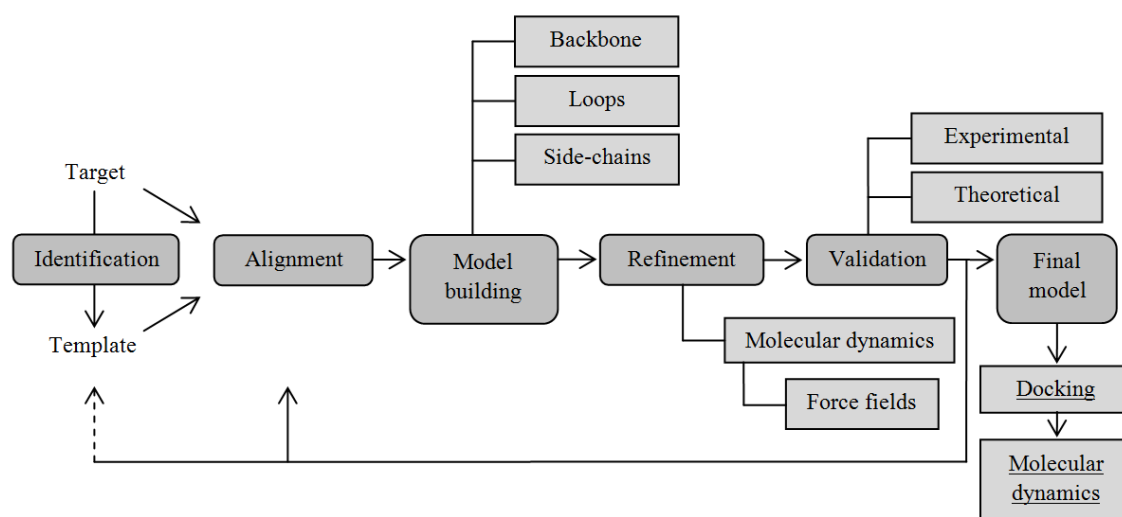 Backbone
Loops
Side-chains
Experimental
Theoretical
Target
Identification
Template
Alignment
Model
building
Refinement
Validation
Final
model
Molecular dynamics
Force fields
Docking
Molecular
dynamics